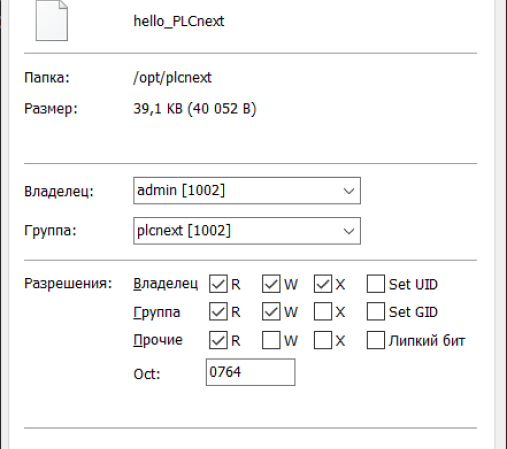 hello_PLCnext
Папка: /opt/plcnext
Размер: 39,1 KB (40 052 B)
Владелец: admin [1002]
Группа: plcnext [1002]
Разрешения: Владелец R W X Set UID
Группа R W X Set GID
Прочие R W X Липкий бит
Oct: 0764